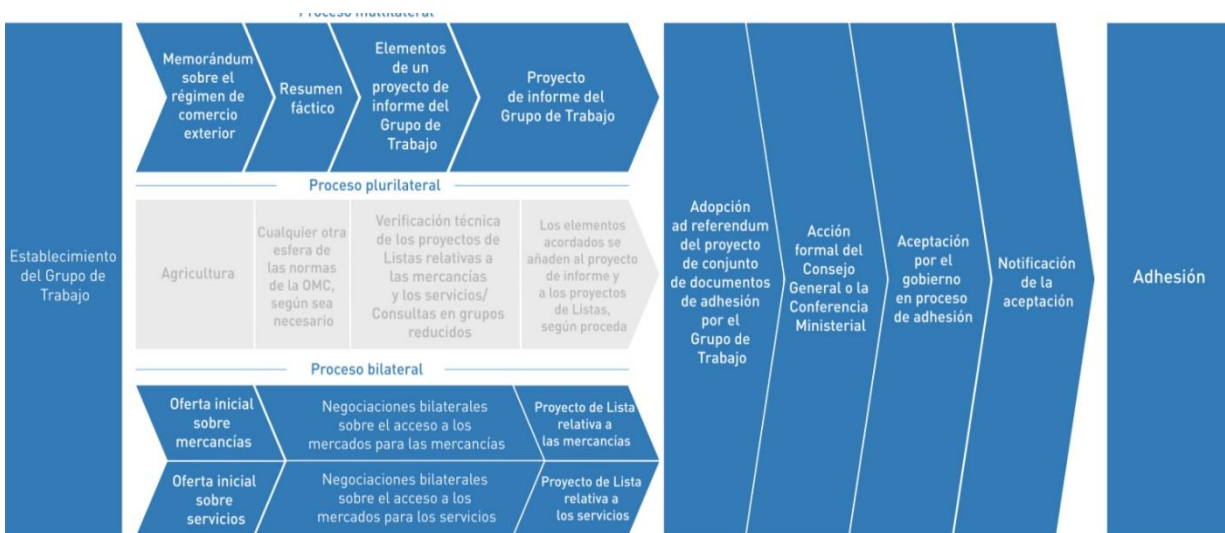 Proceso multilateral
Establecimiento
del Grupo de
Trabajo
Memorándum
sobre el
régimen de
comercio
exterior
Resumen
fáctico
Elementos
de un
proyecto de
informe del
Grupo de
Trabajo
Proyecto
de informe del
Grupo de Trabajo
Proceso plurilateral
Agricultura
Cualquier otra
esfera de
las normas
de la OMC,
según sea
necesario
Verificación técnica
de los proyectos de
Listas relativas a
las mercancías
y los servicios/
Consultas en grupos
reducidos
Los elementos
acordados se
añaden al proyecto
de informe y
a los proyectos
de Listas,
según proceda
Proceso bilateral
Oferta inicial
sobre
mercancías
Negociaciones bilaterales
sobre el acceso a los
mercados para las mercancías
Proyecto de Lista
relativa a
las mercancías
Oferta inicial
sobre
servicios
Negociaciones bilaterales
sobre el acceso a los
mercados para los servicios
Proyecto de Lista
relativa a
los servicios
Adopción
ad referendum
del proyecto
de conjunto
de documentos
de adhesión
por el
Grupo de
Trabajo
Acción
formal del
Consejo
General o la
Conferencia
Ministerial
Aceptación
por el
gobierno
en proceso
de adhesión
Notificación
de la
aceptación
Adhesión